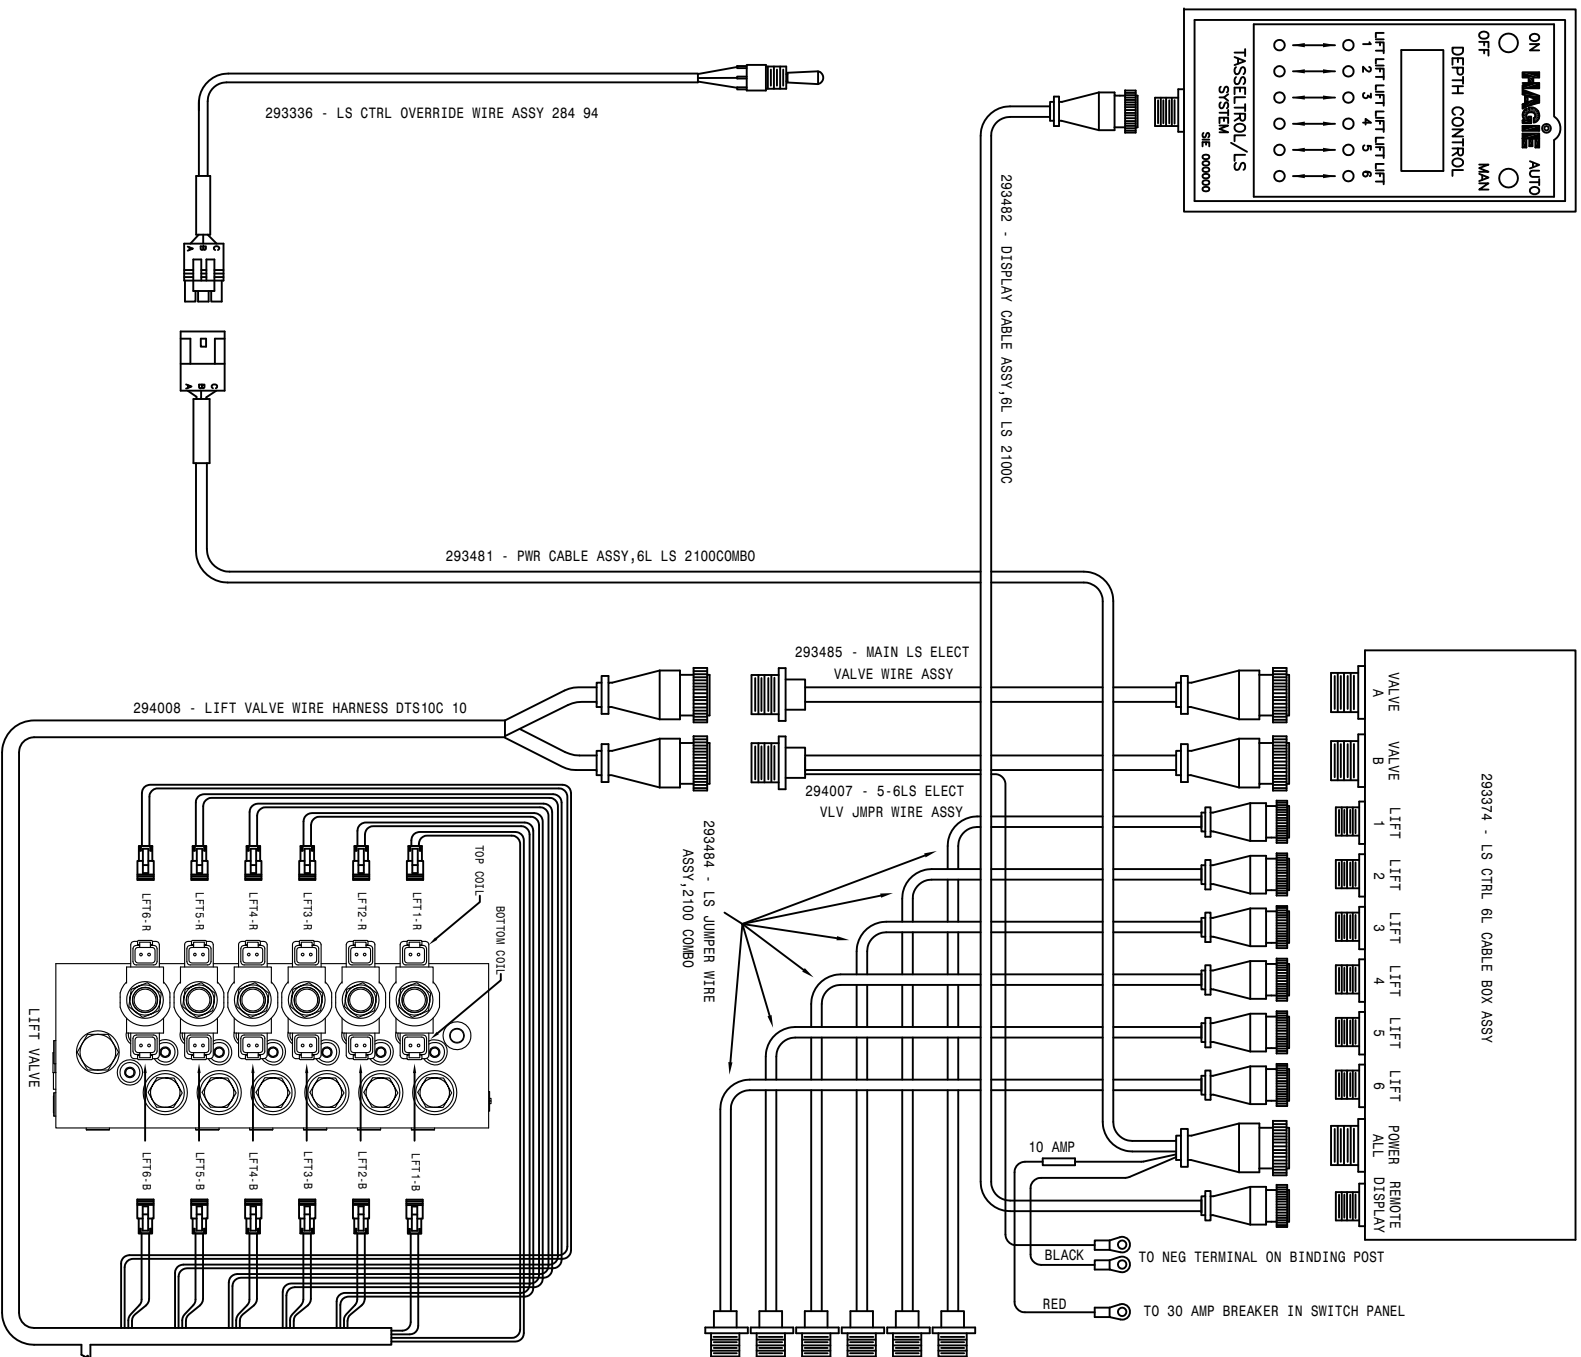 ON
OFF
HAGIE
AUTO
MAN
DEPTH CONTROL
LIFT LIFT LIFT LIFT LIFT LIFT
1 2 3 4 5 6
TASSELTROL/LS
SYSTEM
SIE 000000
293336 - LS CTRL OVERRIDE WIRE ASSY 284 94
A B C
A B C
293482 - DISPLAY CABLE ASSY,6L LS 2100C
293481 - PWR CABLE ASSY,6L LS 2100COMBO
293485 - MAIN LS ELECT
VALVE WIRE ASSY
294008 - LIFT VALVE WIRE HARNESS DTS10C 10
294007 - 5-6LS ELECT
VLV JMPR WIRE ASSY
293484 - LS JUMPER WIRE
ASSY,2100 COMBO
293374 - LS CTRL 6L CABLE BOX ASSY
VALVE
A
VALVE
B
LIFT
1
LIFT
2
LIFT
3
LIFT
4
LIFT
5
LIFT
6
POWER
ALL
REMOTE
DISPLAY
TOP COIL
BOTTOM COIL
LFT6-R
LFT5-R
LFT4-R
LFT3-R
LFT2-R
LFT1-R
LIFT VALVE
LFT6-B
LFT5-B
LFT4-B
LFT3-B
LFT2-B
LFT1-B
10 AMP
BLACK
TO NEG TERMINAL ON BINDING POST
RED
TO 30 AMP BREAKER IN SWITCH PANEL